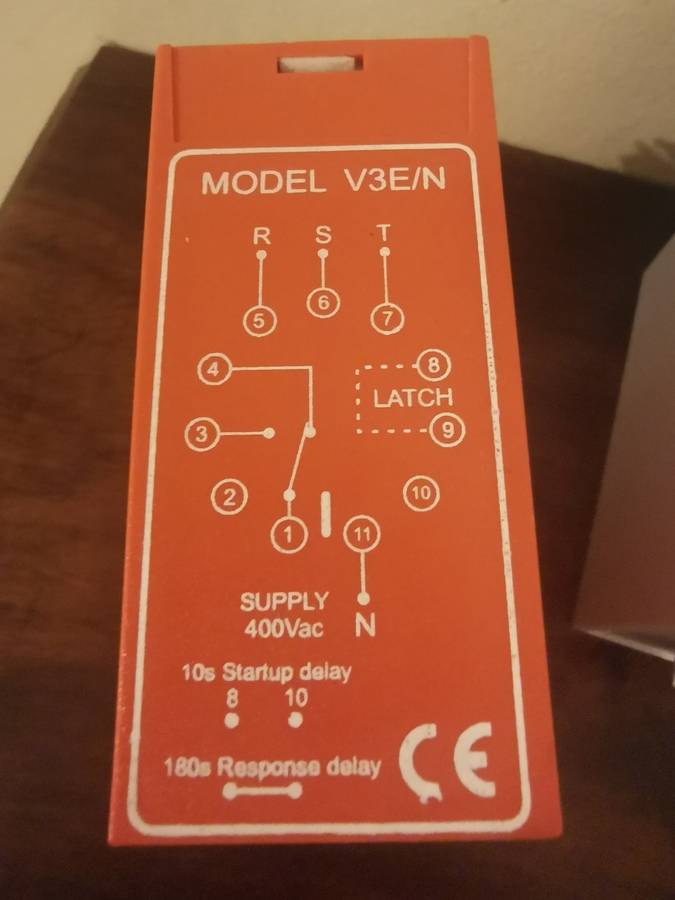 MODEL V3E/N
R S T
5 6 7
4 8
LATCH
3 9
2 10
1 11
SUPPLY
400Vac N
10s Startup delay
8 10
180s Response delay
CE